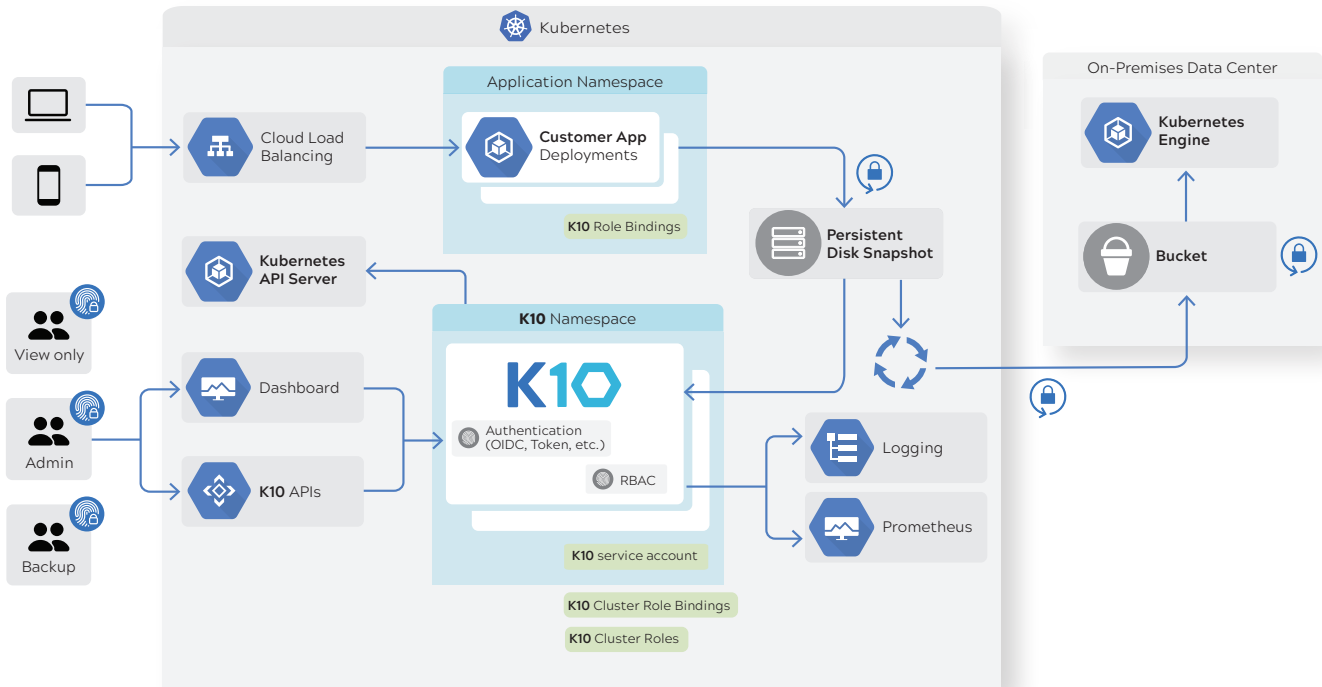 Kubernetes
Application Namespace
Cloud Load
Balancing
Customer App
Deployments
K10 Role Bindings
Kubernetes
API Server
Persistent
Disk Snapshot
On-Premises Data Center
Kubernetes
Engine
Bucket
View only
Admin
Backup
Dashboard
K10 APIs
K10 Namespace
K10
Authentication
(OIDC, Token, etc.)
RBAC
K10 service account
K10 Cluster Role Bindings
K10 Cluster Roles
Logging
Prometheus